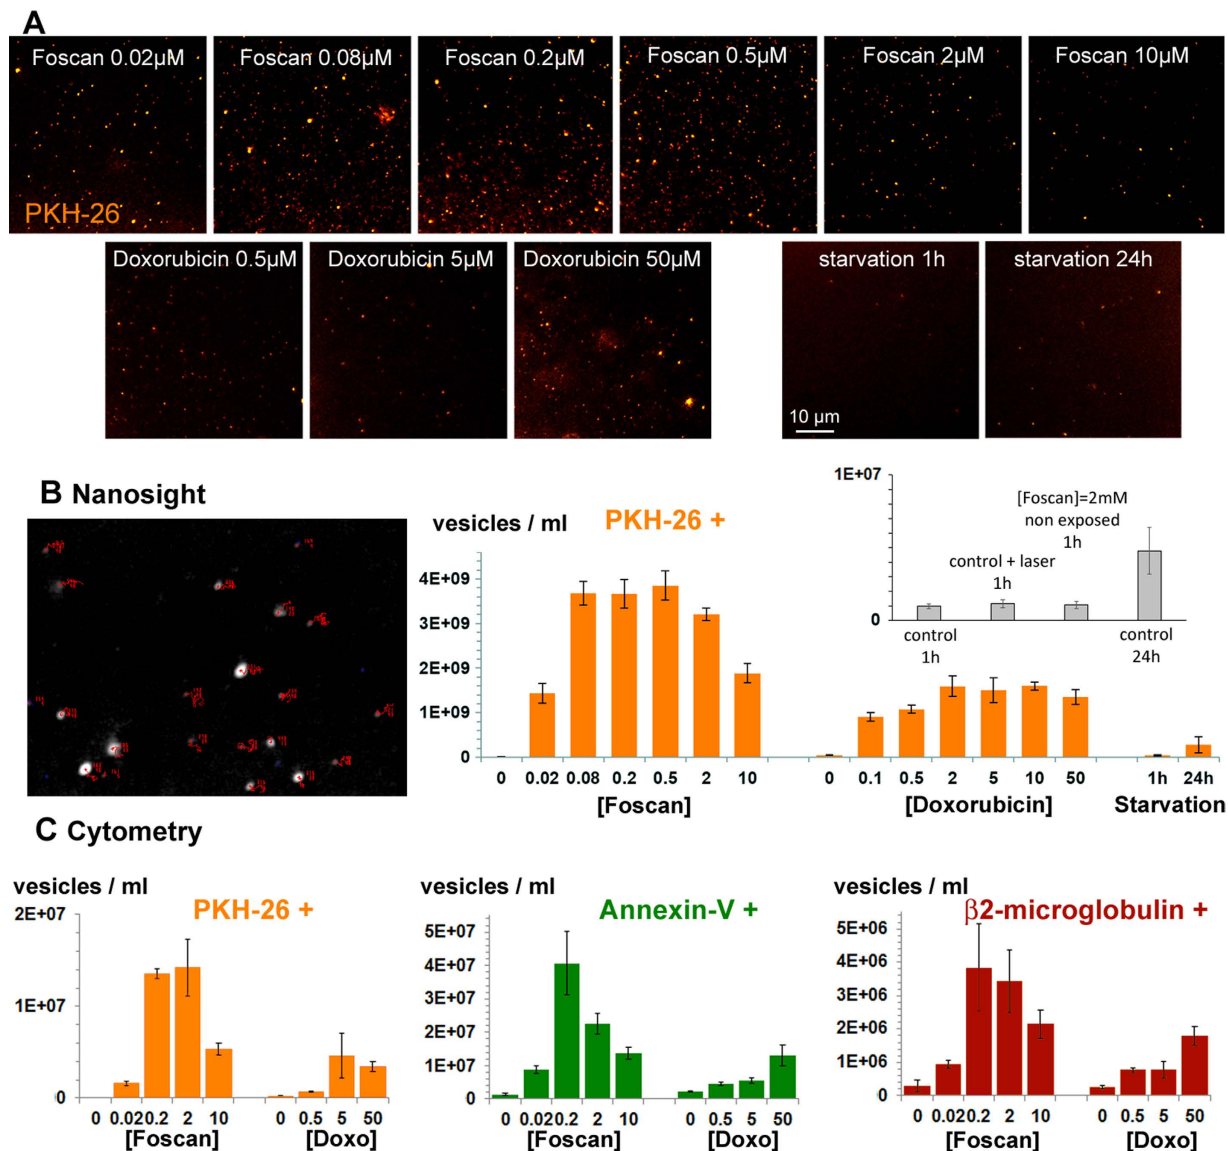 A
Foscan 0.02µM
Foscan 0.08µM
Foscan 0.2µM
Foscan 0.5µM
Foscan 2µM
Foscan 10µM
PKH-26
Doxorubicin 0.5µM
Doxorubicin 5µM
Doxorubicin 50µM
starvation 1h
starvation 24h
10 µm
B Nanosight
vesicles / ml
PKH-26 +
4E+09
3E+09
2E+09
1E+09
0
0 0.02 0.08 0.2 0.5 2 10
[Foscan]
0 0.1 0.5 2 5 10 50
[Doxorubicin]
1h 24h
Starvation
1E+07
0
[Foscan]=2mM
non exposed
1h
control + laser
1h
control
1h
control
24h
C Cytometry
vesicles / ml
PKH-26 +
2E+07
1E+07
0
0 0.02 0.2 2 10
[Foscan]
0 0.5 5 50
[Doxo]
vesicles / ml
Annexin-V +
5E+07
4E+07
3E+07
2E+07
1E+07
0
0 0.02 0.2 2 10
[Foscan]
0 0.5 5 50
[Doxo]
vesicles / ml
β2-microglobulin +
5E+06
4E+06
3E+06
2E+06
1E+06
0
0 0.02 0.2 2 10
[Foscan]
0 0.5 5 50
[Doxo]